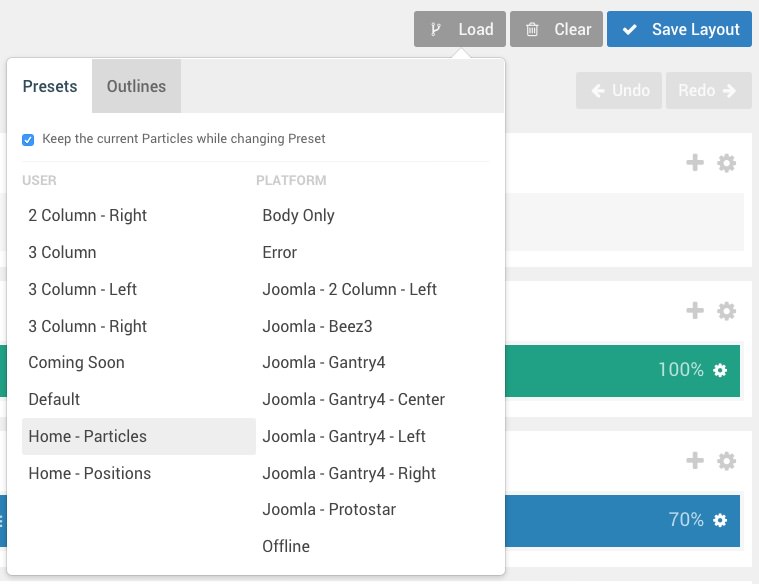 Load
Clear
Save Layout
Presets
Outlines
Undo
Redo
Keep the current Particles while changing Preset
USER
2 Column - Right
3 Column
3 Column - Left
3 Column - Right
Coming Soon
Default
Home - Particles
Home - Positions
PLATFORM
Body Only
Error
Joomla - 2 Column - Left
Joomla - Beez3
Joomla - Gantry4
Joomla - Gantry4 - Center
Joomla - Gantry4 - Left
Joomla - Gantry4 - Right
Joomla - Protostar
Offline
100%
70%